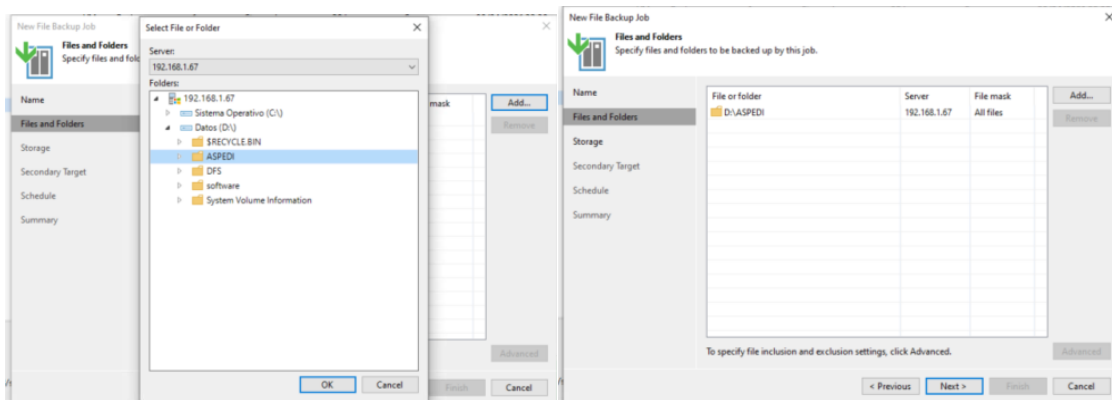 New File Backup Job
Files and Folders
Specify files and fold
Name
Files and Folders
Storage
Secondary Target
Schedule
Summary
mask
Add...
Remove
Advanced
Finish
Cancel
Select File or Folder
Server:
192.168.1.67
Folders:
192.168.1.67
Sistema Operativo (C:\)
Datos (D:\)
$RECYCLE.BIN
ASPEDI
DFS
software
System Volume Information
OK Cancel
New File Backup Job
Files and Folders
Specify files and folders to be backed up by this job.
Name
Files and Folders
Storage
Secondary Target
Schedule
Summary
File or folder Server File mask
D:\ASPEDI 192.168.1.67 All files
Add...
Remove
Advanced
To specify file inclusion and exclusion settings, click Advanced.
< Previous Next > Finish Cancel